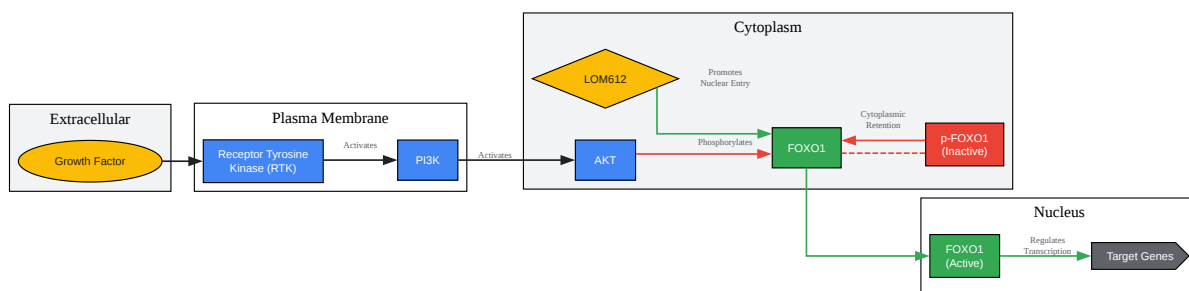 Cytoplasm
LOM612
Promotes
Nuclear Entry
Extracellular
Growth Factor
Plasma Membrane
Receptor Tyrosine
Kinase (RTK)
Activates
PI3K
Activates
AKT
Phosphorylates
FOXO1
Cytoplasmic
Retention
p-FOXO1
(Inactive)
Nucleus
FOXO1
(Active)
Regulates
Transcription
Target Genes